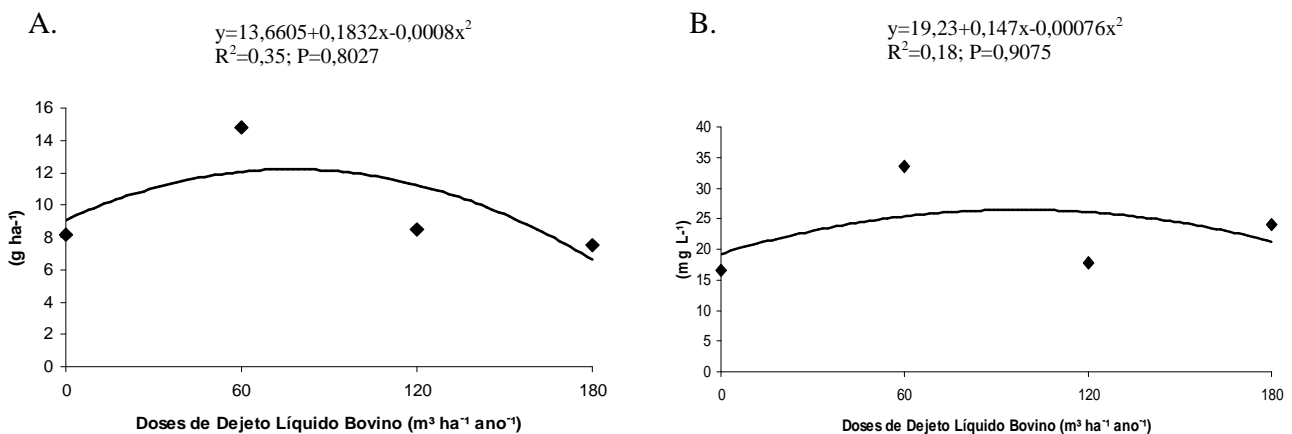 A.
y=13,6605+0,1832x-0,0008x²
R²=0,35; P=0,8027
16
14
12
10
8
6
4
2
0
(g ha-¹)
0 60 120 180
Doses de Dejeto Líquido Bovino (m³ ha⁻¹ ano⁻¹)
B.
y=19,23+0,147x-0,00076x²
R²=0,18; P=0,9075
40
35
30
25
20
15
10
5
0
(mg L-¹)
0 60 120 180
Doses de Dejeto Líquido Bovino (m³ ha⁻¹ ano⁻¹)